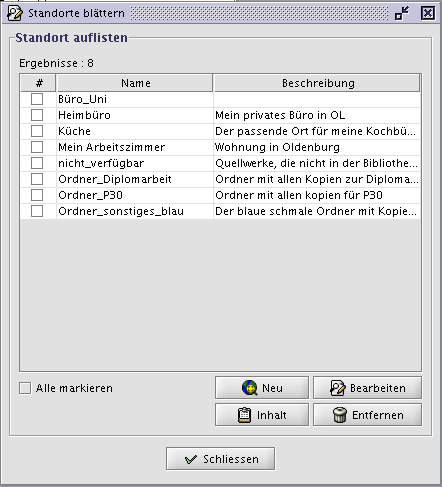 Standorte blättern
Standort auflisten
Ergebnisse : 8
# Name Beschreibung
Büro_Uni
Heimbüro Mein privates Büro in OL
Küche Der passende Ort für meine Kochbü...
Mein Arbeitszimmer Wohnung in Oldenburg
nicht_verfügbar Quellwerke, die nicht in der Bibliothe...
Ordner_Diplomarbeit Ordner mit allen Kopien zur Diploma...
Ordner_P30 Ordner mit allen kopien für P30
Ordner_sonstiges_blau Der blaue schmale Ordner mit Kopie...
Alle markieren Neu Bearbeiten
Inhalt Entfernen
Schliessen